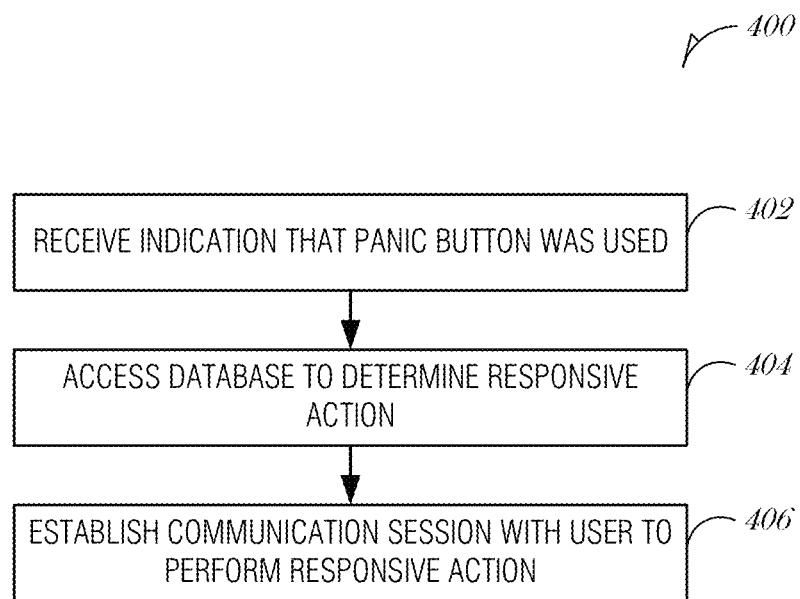 400
RECEIVE INDICATION THAT PANIC BUTTON WAS USED
402
ACCESS DATABASE TO DETERMINE RESPONSIVE
ACTION
404
ESTABLISH COMMUNICATION SESSION WITH USER TO
PERFORM RESPONSIVE ACTION
406